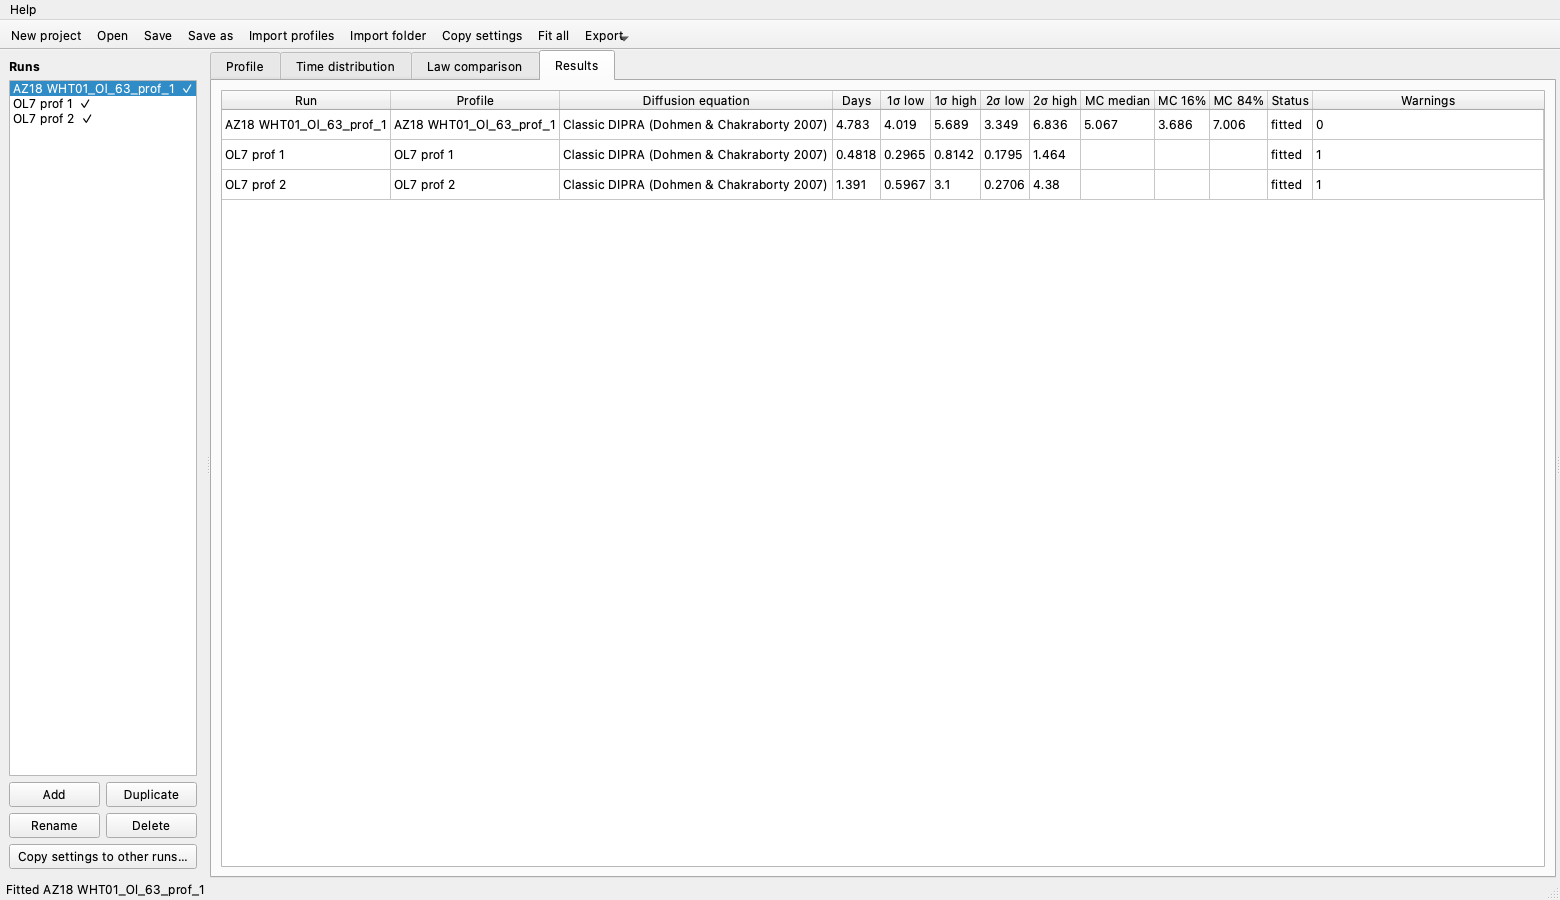 Help
New project Open Save Save as Import profiles Import folder Copy settings Fit all Export
Runs
AZ18 WHT01_Ol_63_prof_1 ✓
OL7 prof 1 ✓
OL7 prof 2 ✓
Profile Time distribution Law comparison Results
Run Profile Diffusion equation Days 1σ low 1σ high 2σ low 2σ high MC median MC 16% MC 84% Status Warnings
AZ18 WHT01_Ol_63_prof_1 AZ18 WHT01_Ol_63_prof_1 Classic DIPRA (Dohmen & Chakraborty 2007) 4.783 4.019 5.689 3.349 6.836 5.067 3.686 7.006 fitted 0
OL7 prof 1 OL7 prof 1 Classic DIPRA (Dohmen & Chakraborty 2007) 0.4818 0.2965 0.8142 0.1795 1.464 fitted 1
OL7 prof 2 OL7 prof 2 Classic DIPRA (Dohmen & Chakraborty 2007) 1.391 0.5967 3.1 0.2706 4.38 fitted 1
Add Duplicate
Rename Delete
Copy settings to other runs...
Fitted AZ18 WHT01_Ol_63_prof_1